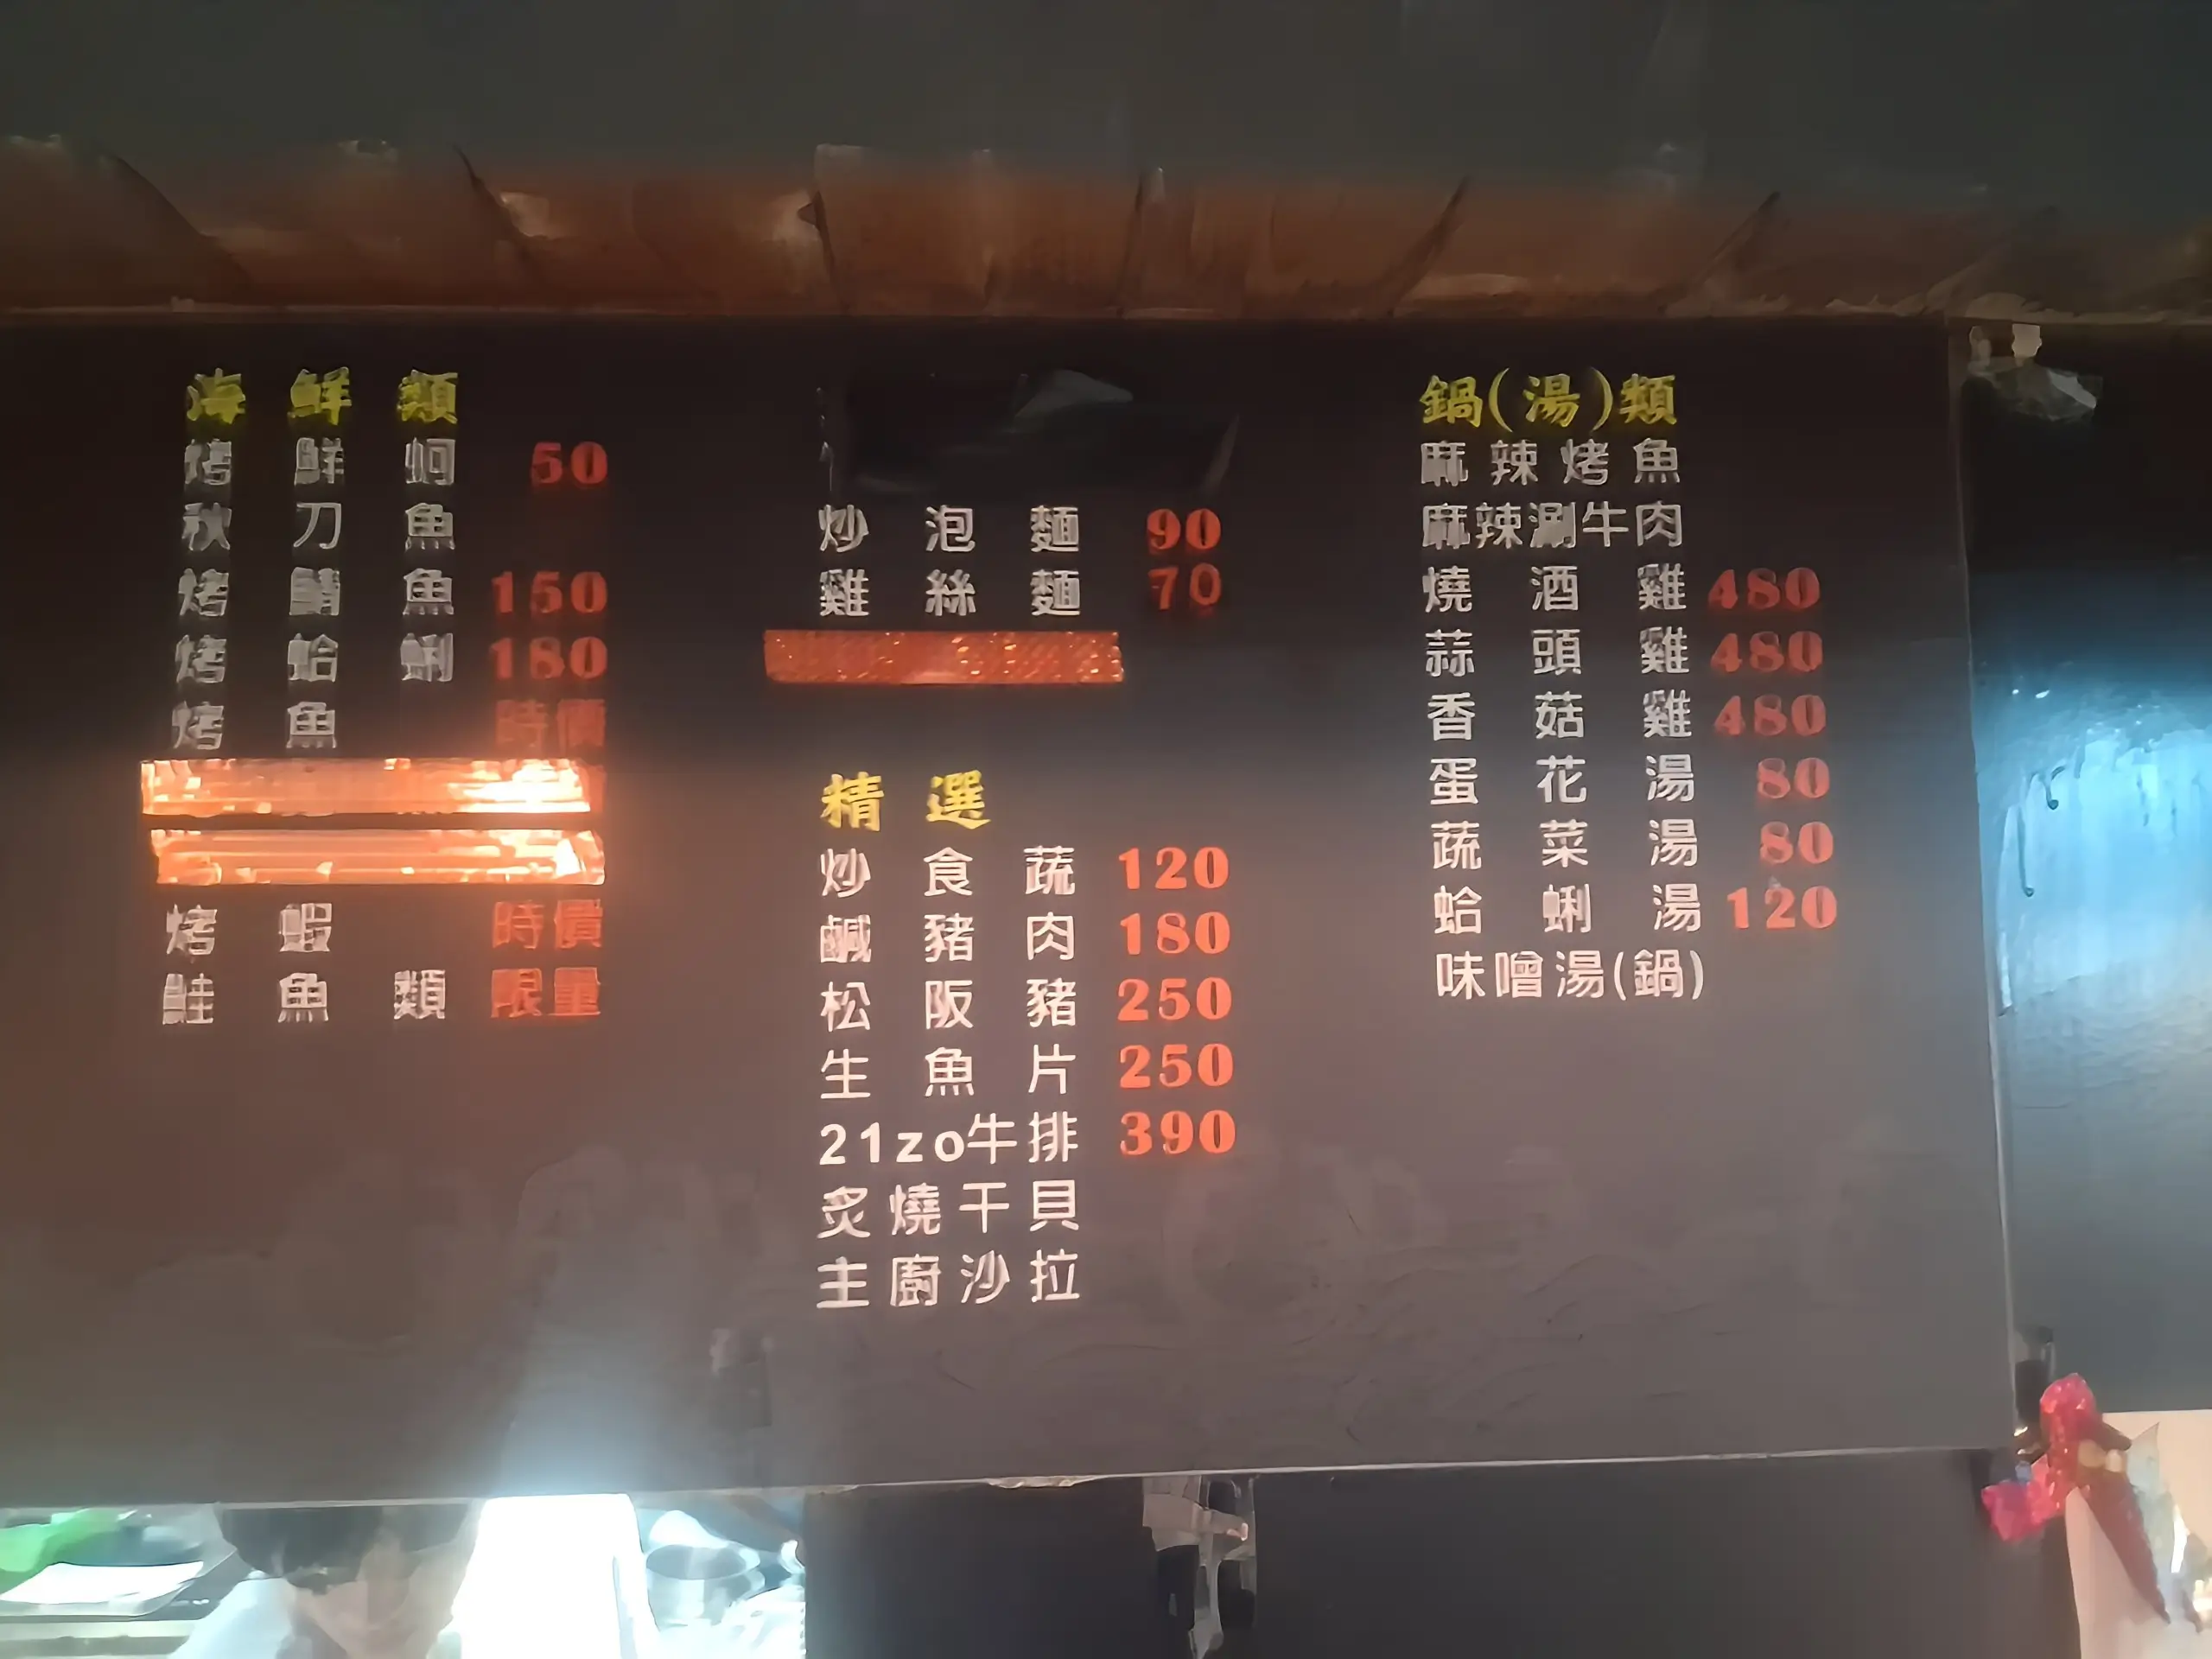 海鮮類
烤鮮蚵 50
秋刀魚
烤鯖魚 150
烤蛤蜊 180
烤魚 時價
烤蝦 時價
鮭魚類 限量
炒泡麵 90
雞絲麵 70
精選
炒食蔬 120
鹹豬肉 180
松阪豬 250
生魚片 250
21zo牛排 390
炙燒干貝
主廚沙拉
鍋(湯)類
麻辣烤魚
麻辣涮牛肉
燒酒雞 480
蒜頭雞 480
香菇雞 480
蛋花湯 80
蔬菜湯 80
蛤蜊湯 120
味噌湯(鍋)